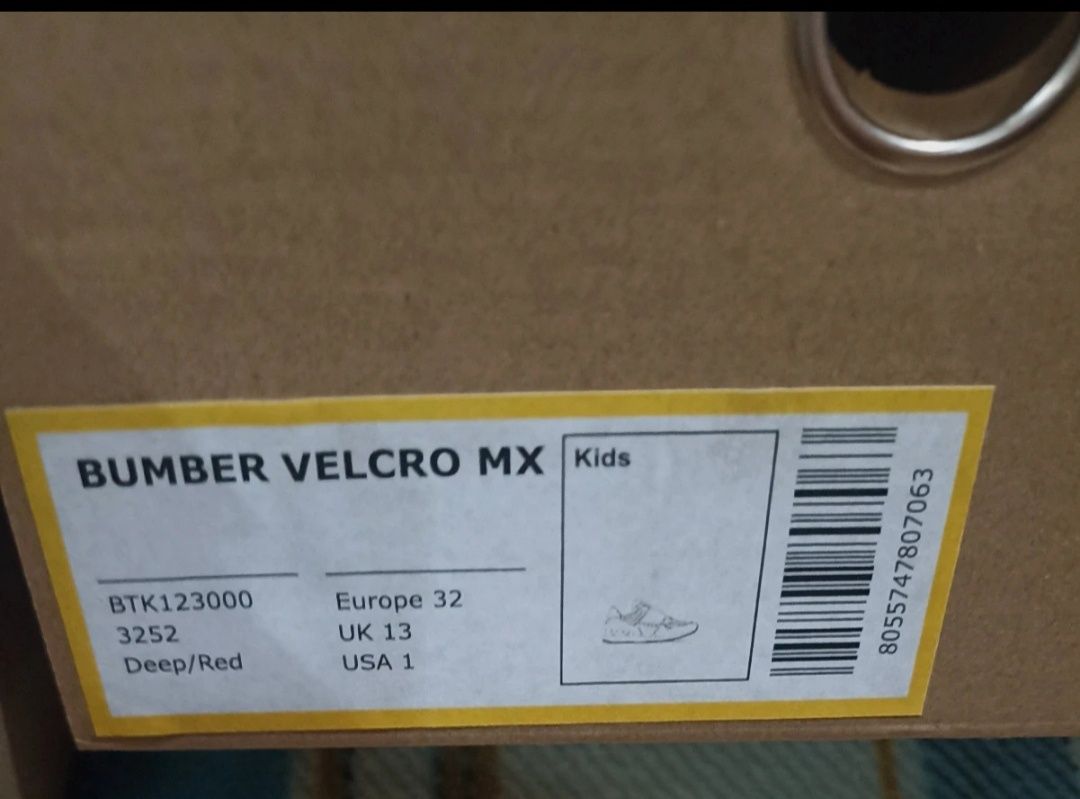 BUMBER VELCRO MX
BTK123000
3252
Deep/Red
Europe 32
UK 13
USA 1
Kids
8055747807063